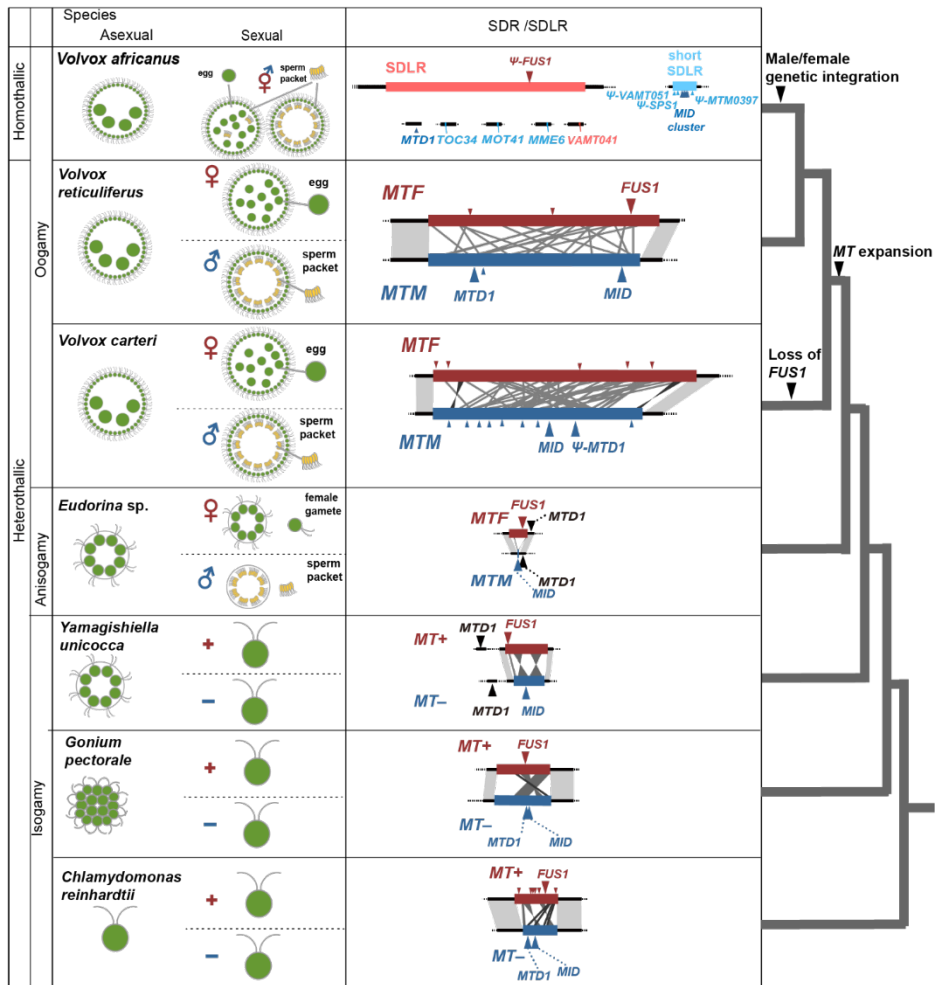 Species
Asexual
Sexual
SDR /SDLR
Homothallic
Heterothallic
Oogamy
Anisogamy
Isogamy
Volvox africanus
egg
⚥
sperm
packet
SDLR
Ψ-FUS1
short
SDLR
Ψ-VAMT051
Ψ-SPS1
Ψ-MTM0397
MID
cluster
MTD1
TOC34
MOT41
MME6
VAMT041
Male/female
genetic integration
Volvox
reticuliferus
♀
egg
♂
sperm
packet
MTF
FUS1
MTM
MTD1
MID
MT expansion
Volvox carteri
♀
egg
♂
sperm
packet
MTF
MTM
MID
Ψ-MTD1
Loss of
FUS1
Eudorina sp.
♀
female
gamete
♂
sperm
packet
MTF
FUS1
MTD1
MTM
MTD1
MID
Yamagishiella
unicocca
+
−
MTD1
MT+
FUS1
MT−
MTD1
MID
Gonium
pectorale
+
−
MT+
FUS1
MT−
MTD1
MID
Chlamydomonas
reinhardtii
+
−
MT+
FUS1
MT−
MTD1
MID